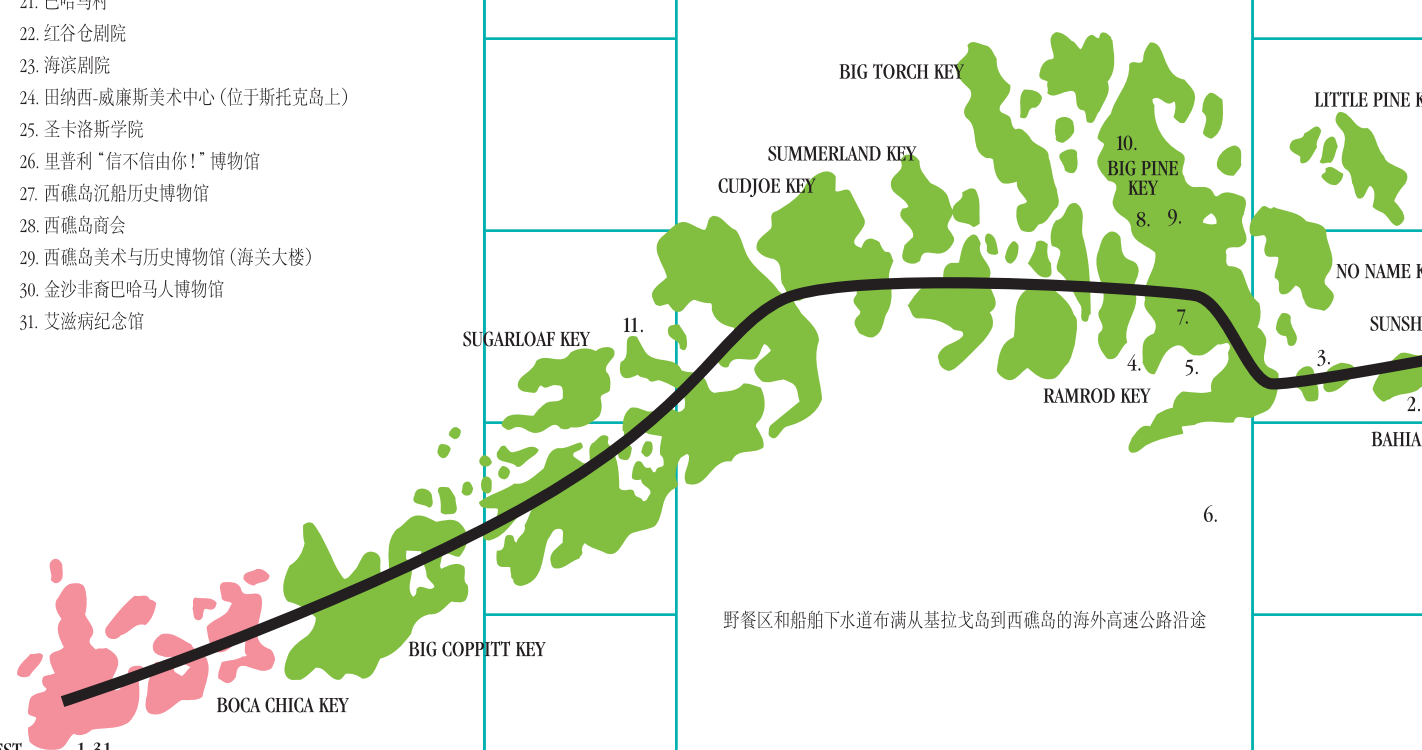 21. 巴哈马村
22. 红谷仓剧院
23. 海滨剧院
24. 田纳西-威廉斯美术中心（位于斯托克岛上）
25. 圣卡洛斯学院
26. 里普利“信不信由你！”博物馆
27. 西礁岛沉船历史博物馆
28. 西礁岛商会
29. 西礁岛美术与历史博物馆（海关大楼）
30. 金沙非裔巴哈马人博物馆
31. 艾滋病纪念馆
BIG TORCH KEY
LITTLE PINE K
10.
SUMMERLAND KEY
BIG PINE
KEY
CUDJOE KEY
8. 9.
NO NAME K
7.
SUNSH
11.
SUGARLOAF KEY
3.
4.
5.
RAMROD KEY
2.
BAHIA
6.
野餐区和船舶下水道布满从基拉戈岛到西礁岛的海外高速公路沿途
BIG COPPITT KEY
BOCA CHICA KEY
EST
1-31